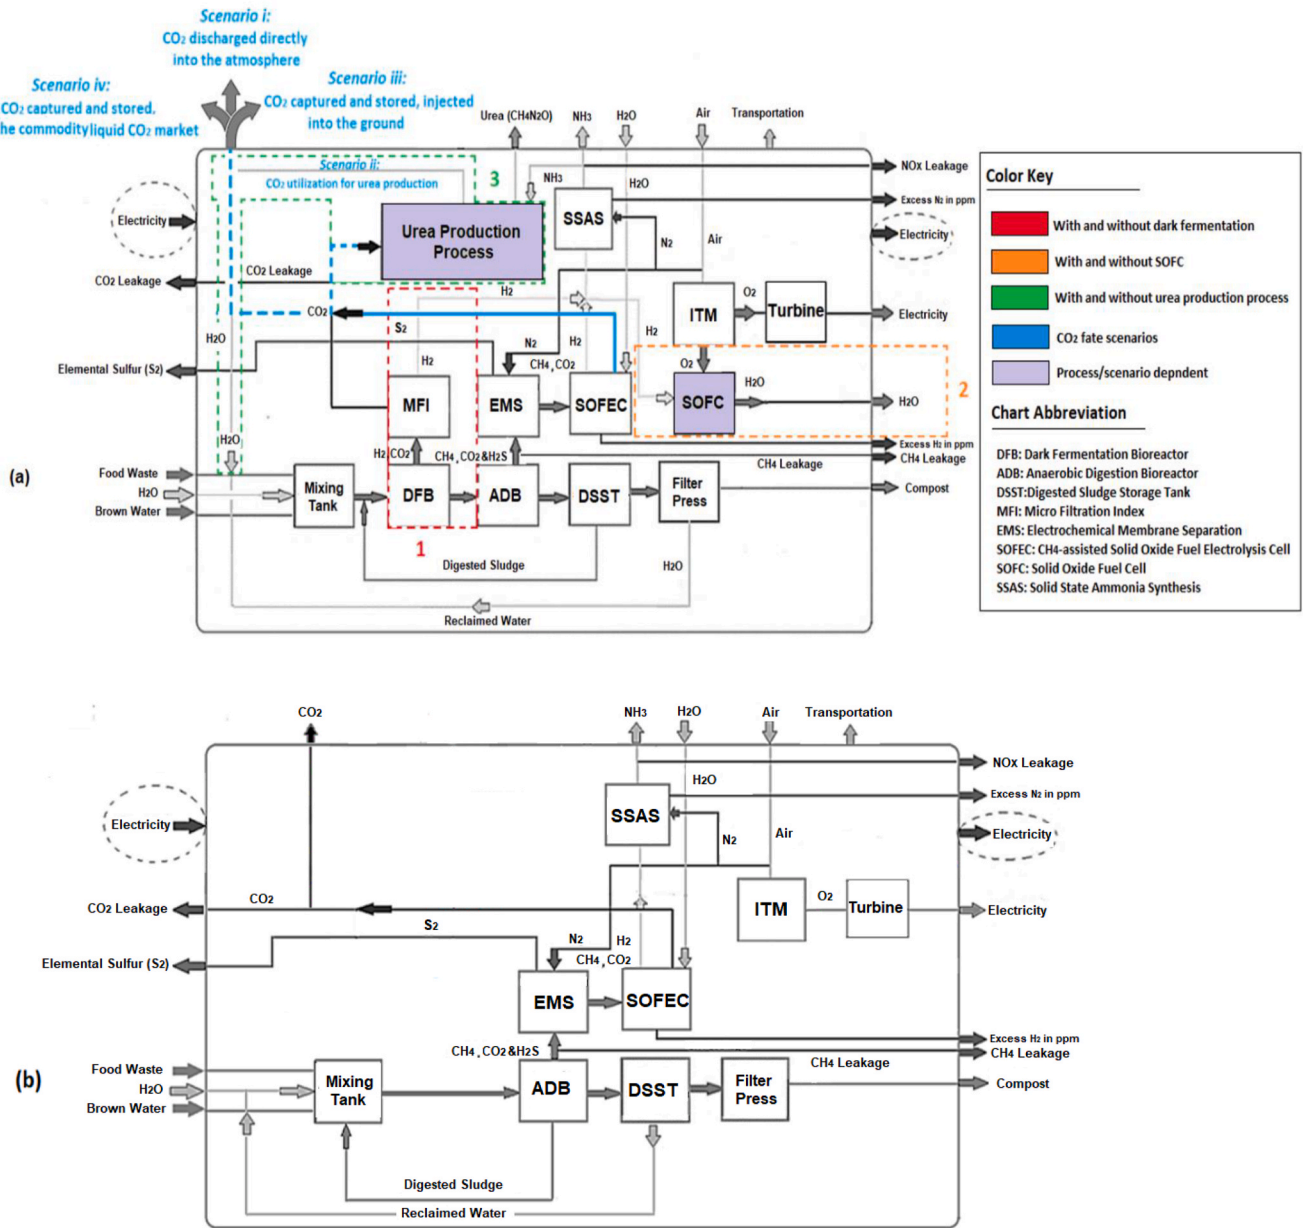 Scenario i:
CO2 discharged directly
into the atmosphere
Scenario iv:
CO2 captured and stored.
he commodity liquid CO2 market
Scenario iii:
CO2 captured and stored, injected
into the ground
Urea (CH4N2O)
NH3
H2O
Air
Transportation
Scenario ii:
CO2 utilization for urea production
3
NH3
H2O
NOx Leakage
Excess N2 in ppm
Electricity
Electricity
Urea Production
Process
SSAS
N2
Air
CO2 Leakage
CO2 Leakage
H2
O2
CO2
ITM
Turbine
Electricity
S2
H2
H2O
N2
H2
CH4, CO2
O2
Elemental Sulfur (S2)
H2
MFI
EMS
SOFEC
SOFC
H2O
H2O
2
H2O
H2,CO2
CH4, CO2&H2S
Excess H2 in ppm
CH4 Leakage
CH4 Leakage
(a)
Food Waste
H2O
Brown Water
Mixing
Tank
DFB
ADB
DSST
Filter
Press
Compost
1
Digested Sludge
H2O
Reclaimed Water
Color Key
With and without dark fermentation
With and without SOFC
With and without urea production process
CO2 fate scenarios
Process/scenario depndent
Chart Abbreviation
DFB: Dark Fermentation Bioreactor
ADB: Anaerobic Digestion Bioreactor
DSST:Digested Sludge Storage Tank
MFI: Micro Filtration Index
EMS: Electrochemical Membrane Separation
SOFEC: CH4-assisted Solid Oxide Fuel Electrolysis Cell
SOFC: Solid Oxide Fuel Cell
SSAS: Solid State Ammonia Synthesis
CO2
NH3
H2O
Air
Transportation
NOx Leakage
H2O
Excess N2 in ppm
Electricity
SSAS
N2
Air
Electricity
CO2 Leakage
CO2
ITM
O2
Turbine
Electricity
S2
N2
H2
CH4, CO2
Elemental Sulfur (S2)
EMS
SOFEC
Excess H2 in ppm
CH4, CO2&H2S
CH4 Leakage
CH4 Leakage
(b)
Food Waste
H2O
Brown Water
Mixing
Tank
ADB
DSST
Filter
Press
Compost
Digested Sludge
Reclaimed Water